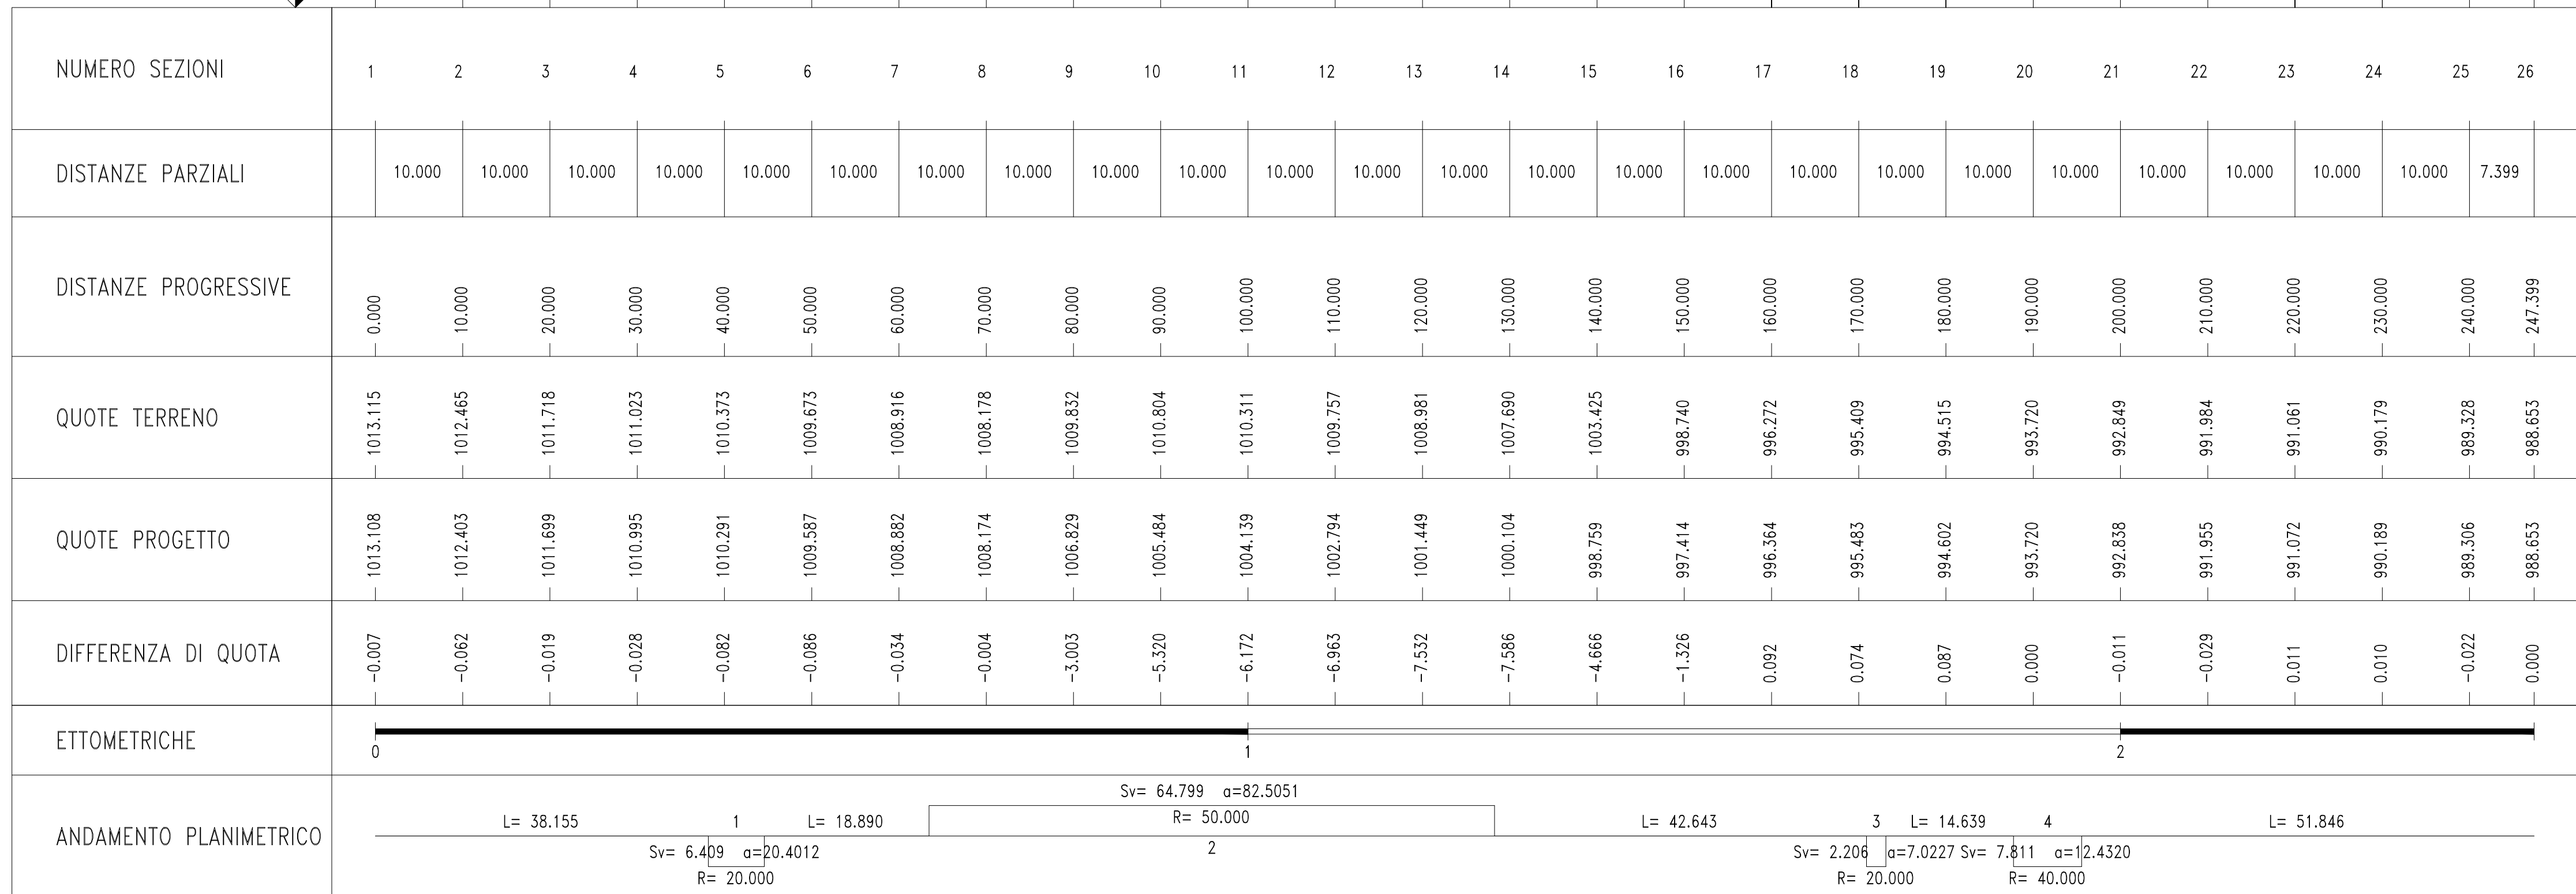 NUMERO SEZIONI 1 2 3 4 5 6 7 8 9 10 11 12 13 14 15 16 17 18 19 20 21 22 23 24 25 26
DISTANZE PARZIALI 10.000 10.000 10.000 10.000 10.000 10.000 10.000 10.000 10.000 10.000 10.000 10.000 10.000 10.000 10.000 10.000 10.000 10.000 10.000 10.000 10.000 10.000 10.000 10.000 7.399
DISTANZE PROGRESSIVE 0.000 10.000 20.000 30.000 40.000 50.000 60.000 70.000 80.000 90.000 100.000 110.000 120.000 130.000 140.000 150.000 160.000 170.000 180.000 190.000 200.000 210.000 220.000 230.000 240.000 247.399
QUOTE TERRENO 1013.115 1012.465 1011.718 1011.023 1010.373 1009.673 1008.916 1008.178 1009.832 1010.804 1010.311 1009.757 1008.981 1007.690 1003.425 998.740 996.272 995.409 994.515 993.720 992.849 991.984 991.061 990.179 989.328 988.653
QUOTE PROGETTO 1013.108 1012.403 1011.699 1010.995 1010.291 1009.587 1008.882 1008.174 1006.829 1005.484 1004.139 1002.794 1001.449 1000.104 998.759 997.414 996.364 995.483 994.602 993.720 992.838 991.955 991.072 990.189 989.306 988.653
DIFFERENZA DI QUOTA -0.007 -0.062 -0.019 -0.028 -0.082 -0.086 -0.034 -0.004 -3.003 -5.320 -6.172 -6.963 -7.532 -7.586 -4.666 -1.326 0.092 0.074 0.087 0.000 -0.011 -0.029 0.011 0.010 -0.022 0.000
ETTOMETRICHE 0 1 2
Sv= 64.799 a=82.5051
L= 38.155 1 L= 18.890 R= 50.000 L= 42.643 3 L= 14.639 4 L= 51.846
ANDAMENTO PLANIMETRICO
Sv= 6.409 a=20.4012 2 Sv= 2.206 a=7.0227 Sv= 7.811 a=12.4320
R= 20.000 R= 20.000 R= 40.000